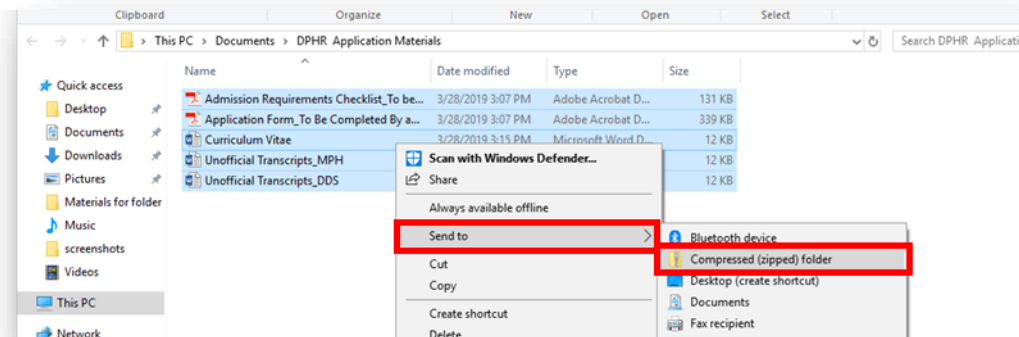 Clipboard Organize New Open Select
This PC > Documents > DPHR Application Materials
Search DPHR Applicati
Name Date modified Type Size
Quick access
Desktop
Documents
Downloads
Pictures
Materials for folder
Music
screenshots
Videos
This PC
Network
Admission Requirements Checklist_To be... 3/28/2019 3:07 PM Adobe Acrobat D... 131 KB
Application Form_To Be Completed By a... 3/28/2019 3:07 PM Adobe Acrobat D... 339 KB
Curriculum Vitae 3/28/2019 3:15 PM Microsoft Word D... 12 KB
Unofficial Transcripts_MPH 12 KB
Unofficial Transcripts_DDS 12 KB
Scan with Windows Defender...
Share
Always available offline
Send to
Cut
Copy
Create shortcut
Delete
Bluetooth device
Compressed (zipped) folder
Desktop (create shortcut)
Documents
Fax recipient